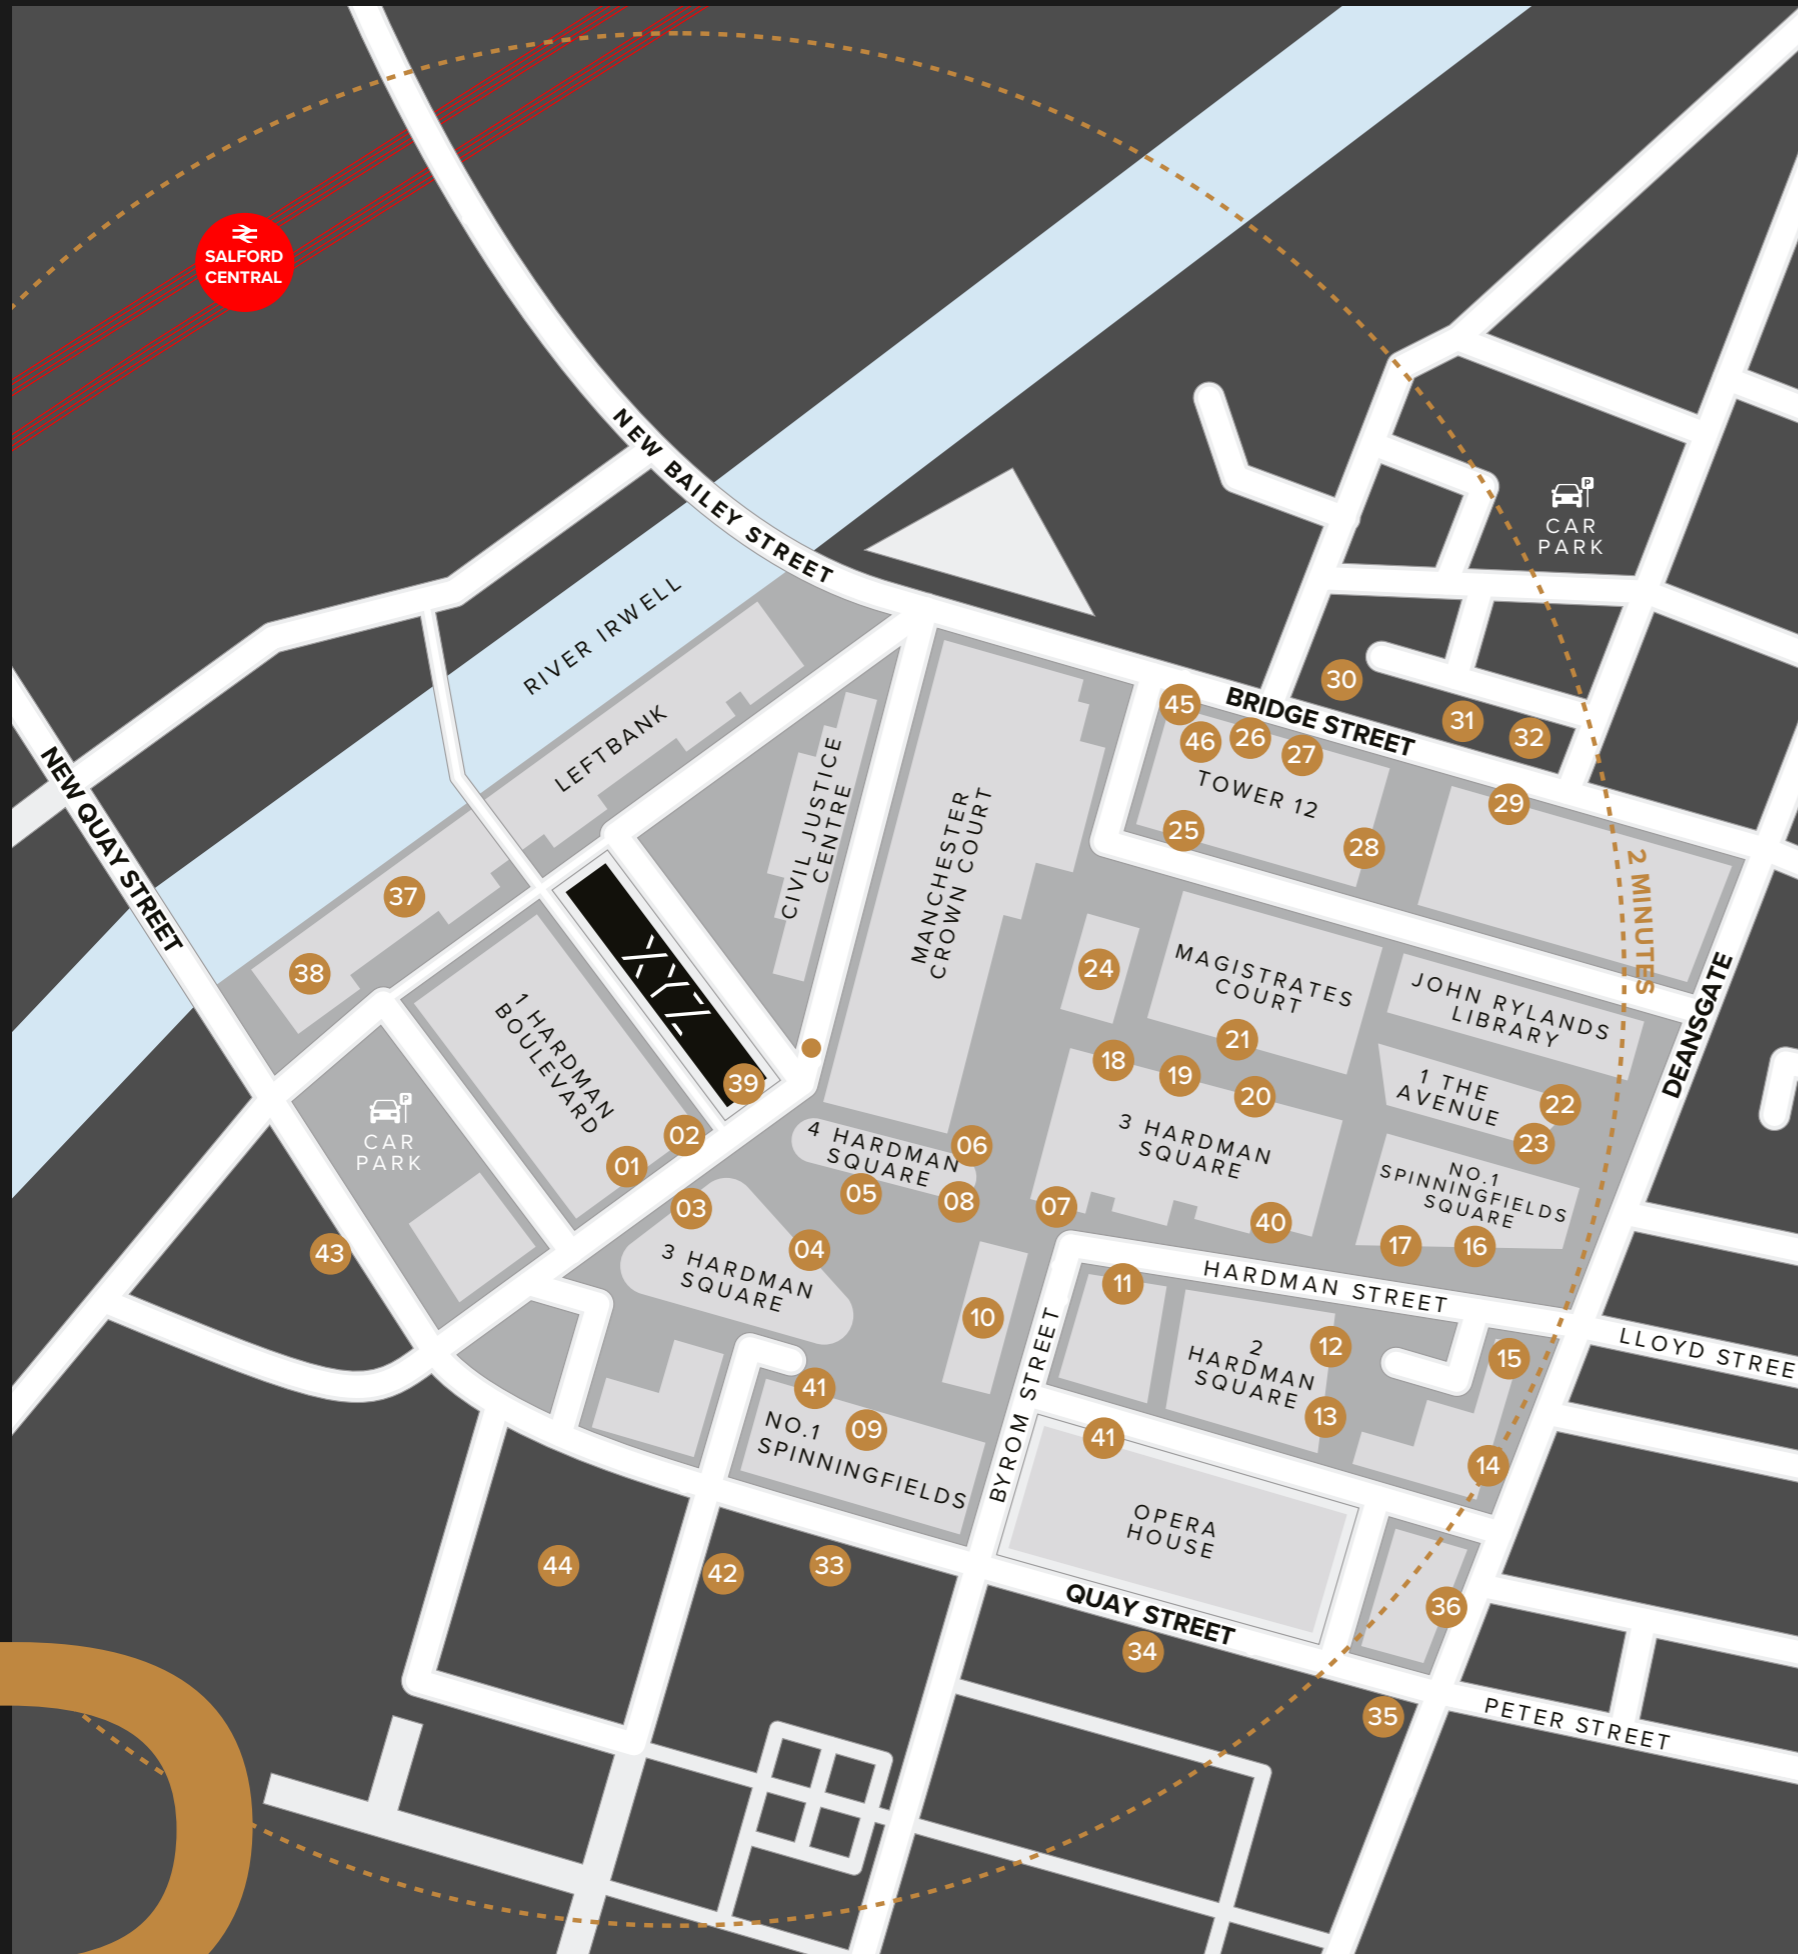 SALFORD
CENTRAL
NEW BAILEY STREET
P
CAR
PARK
RIVER IRWELL
LEFTBANK
30
45
BRIDGE STREET
31
32
46
26
27
TOWER 12
29
25
28
NEW QUAY STREET
CIVIL JUSTICE
CENTRE
MANCHESTER
CROWN COURT
2 MINUTES
37
38
24
MAGISTRATES
COURT
JOHN RYLANDS
LIBRARY
DEANSGATE
1 HARDMAN
BOULEVARD
21
18
19
20
39
1 THE
AVENUE
22
23
P
CAR
PARK
02
01
4 HARDMAN
SQUARE
06
05
08
3 HARDMAN
SQUARE
07
40
NO.1
SPINNINGFIELDS
SQUARE
17
16
03
04
43
3 HARDMAN
SQUARE
HARDMAN STREET
11
10
BYROM STREET
2
HARDMAN
SQUARE
12
13
15
LLOYD STREE
41
09
NO.1
SPINNINGFIELDS
41
14
OPERA
HOUSE
44
42
33
QUAY STREET
36
34
35
PETER STREET